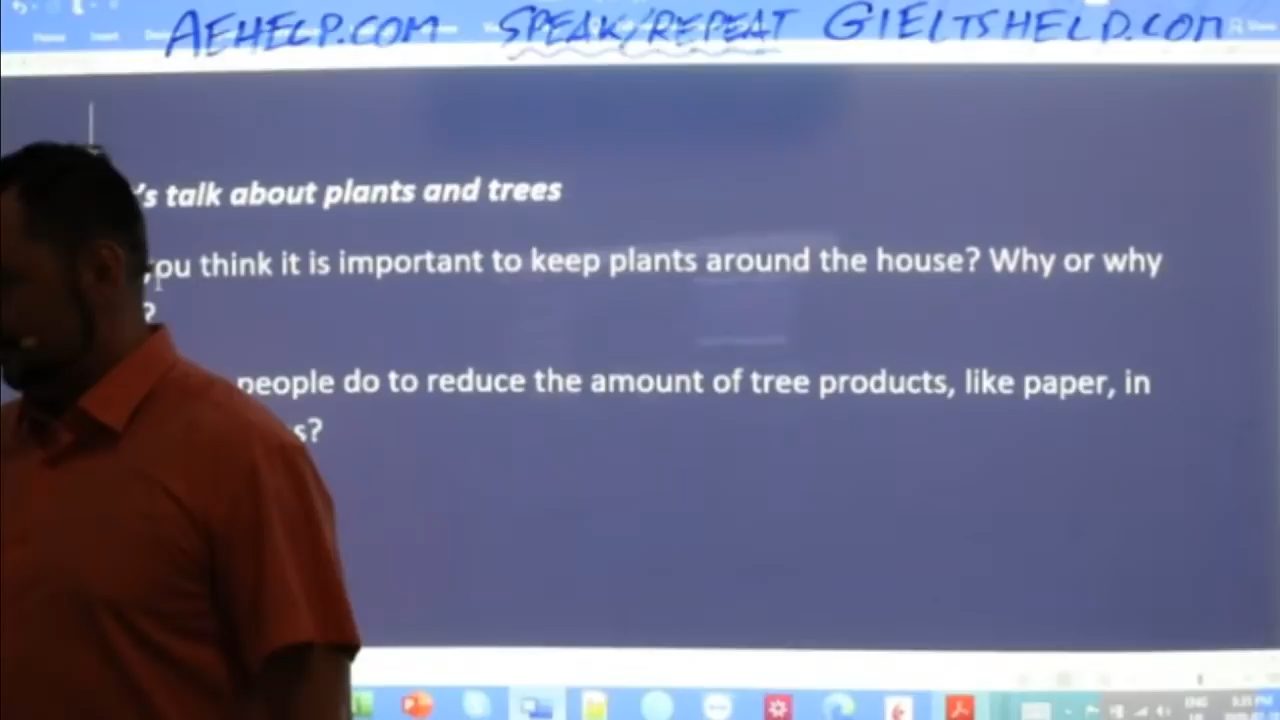 AEHELP.COM SPEAK/REPEAT GIELTSHELP.COM
's talk about plants and trees
you think it is important to keep plants around the house? Why or why
?
people do to reduce the amount of tree products, like paper, in
s?